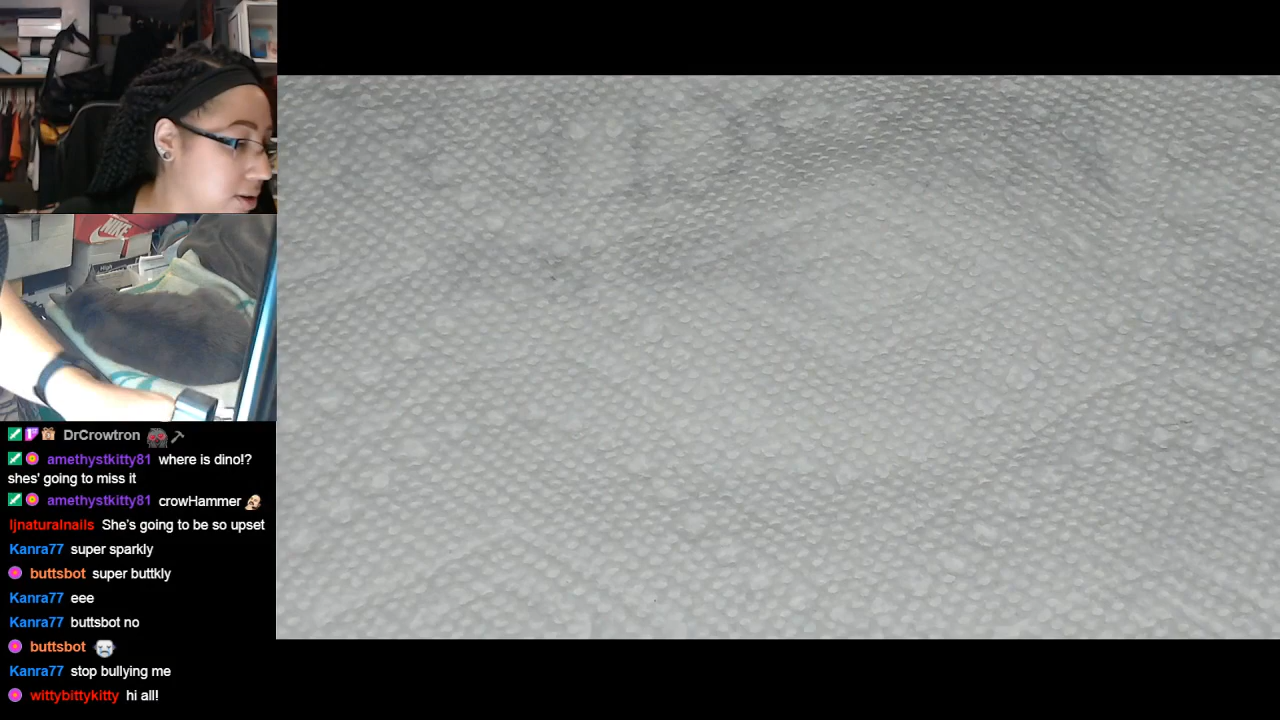 NIKE
DrCrowtron
amethystkitty81 where is dino!?
shes' going to miss it
amethystkitty81 crowHammer
ljnaturalnails She's going to be so upset
Kanra77 super sparkly
buttsbot super buttkly
Kanra77 eee
Kanra77 buttsbot no
buttsbot
Kanra77 stop bullying me
wittybittykitty hi all!